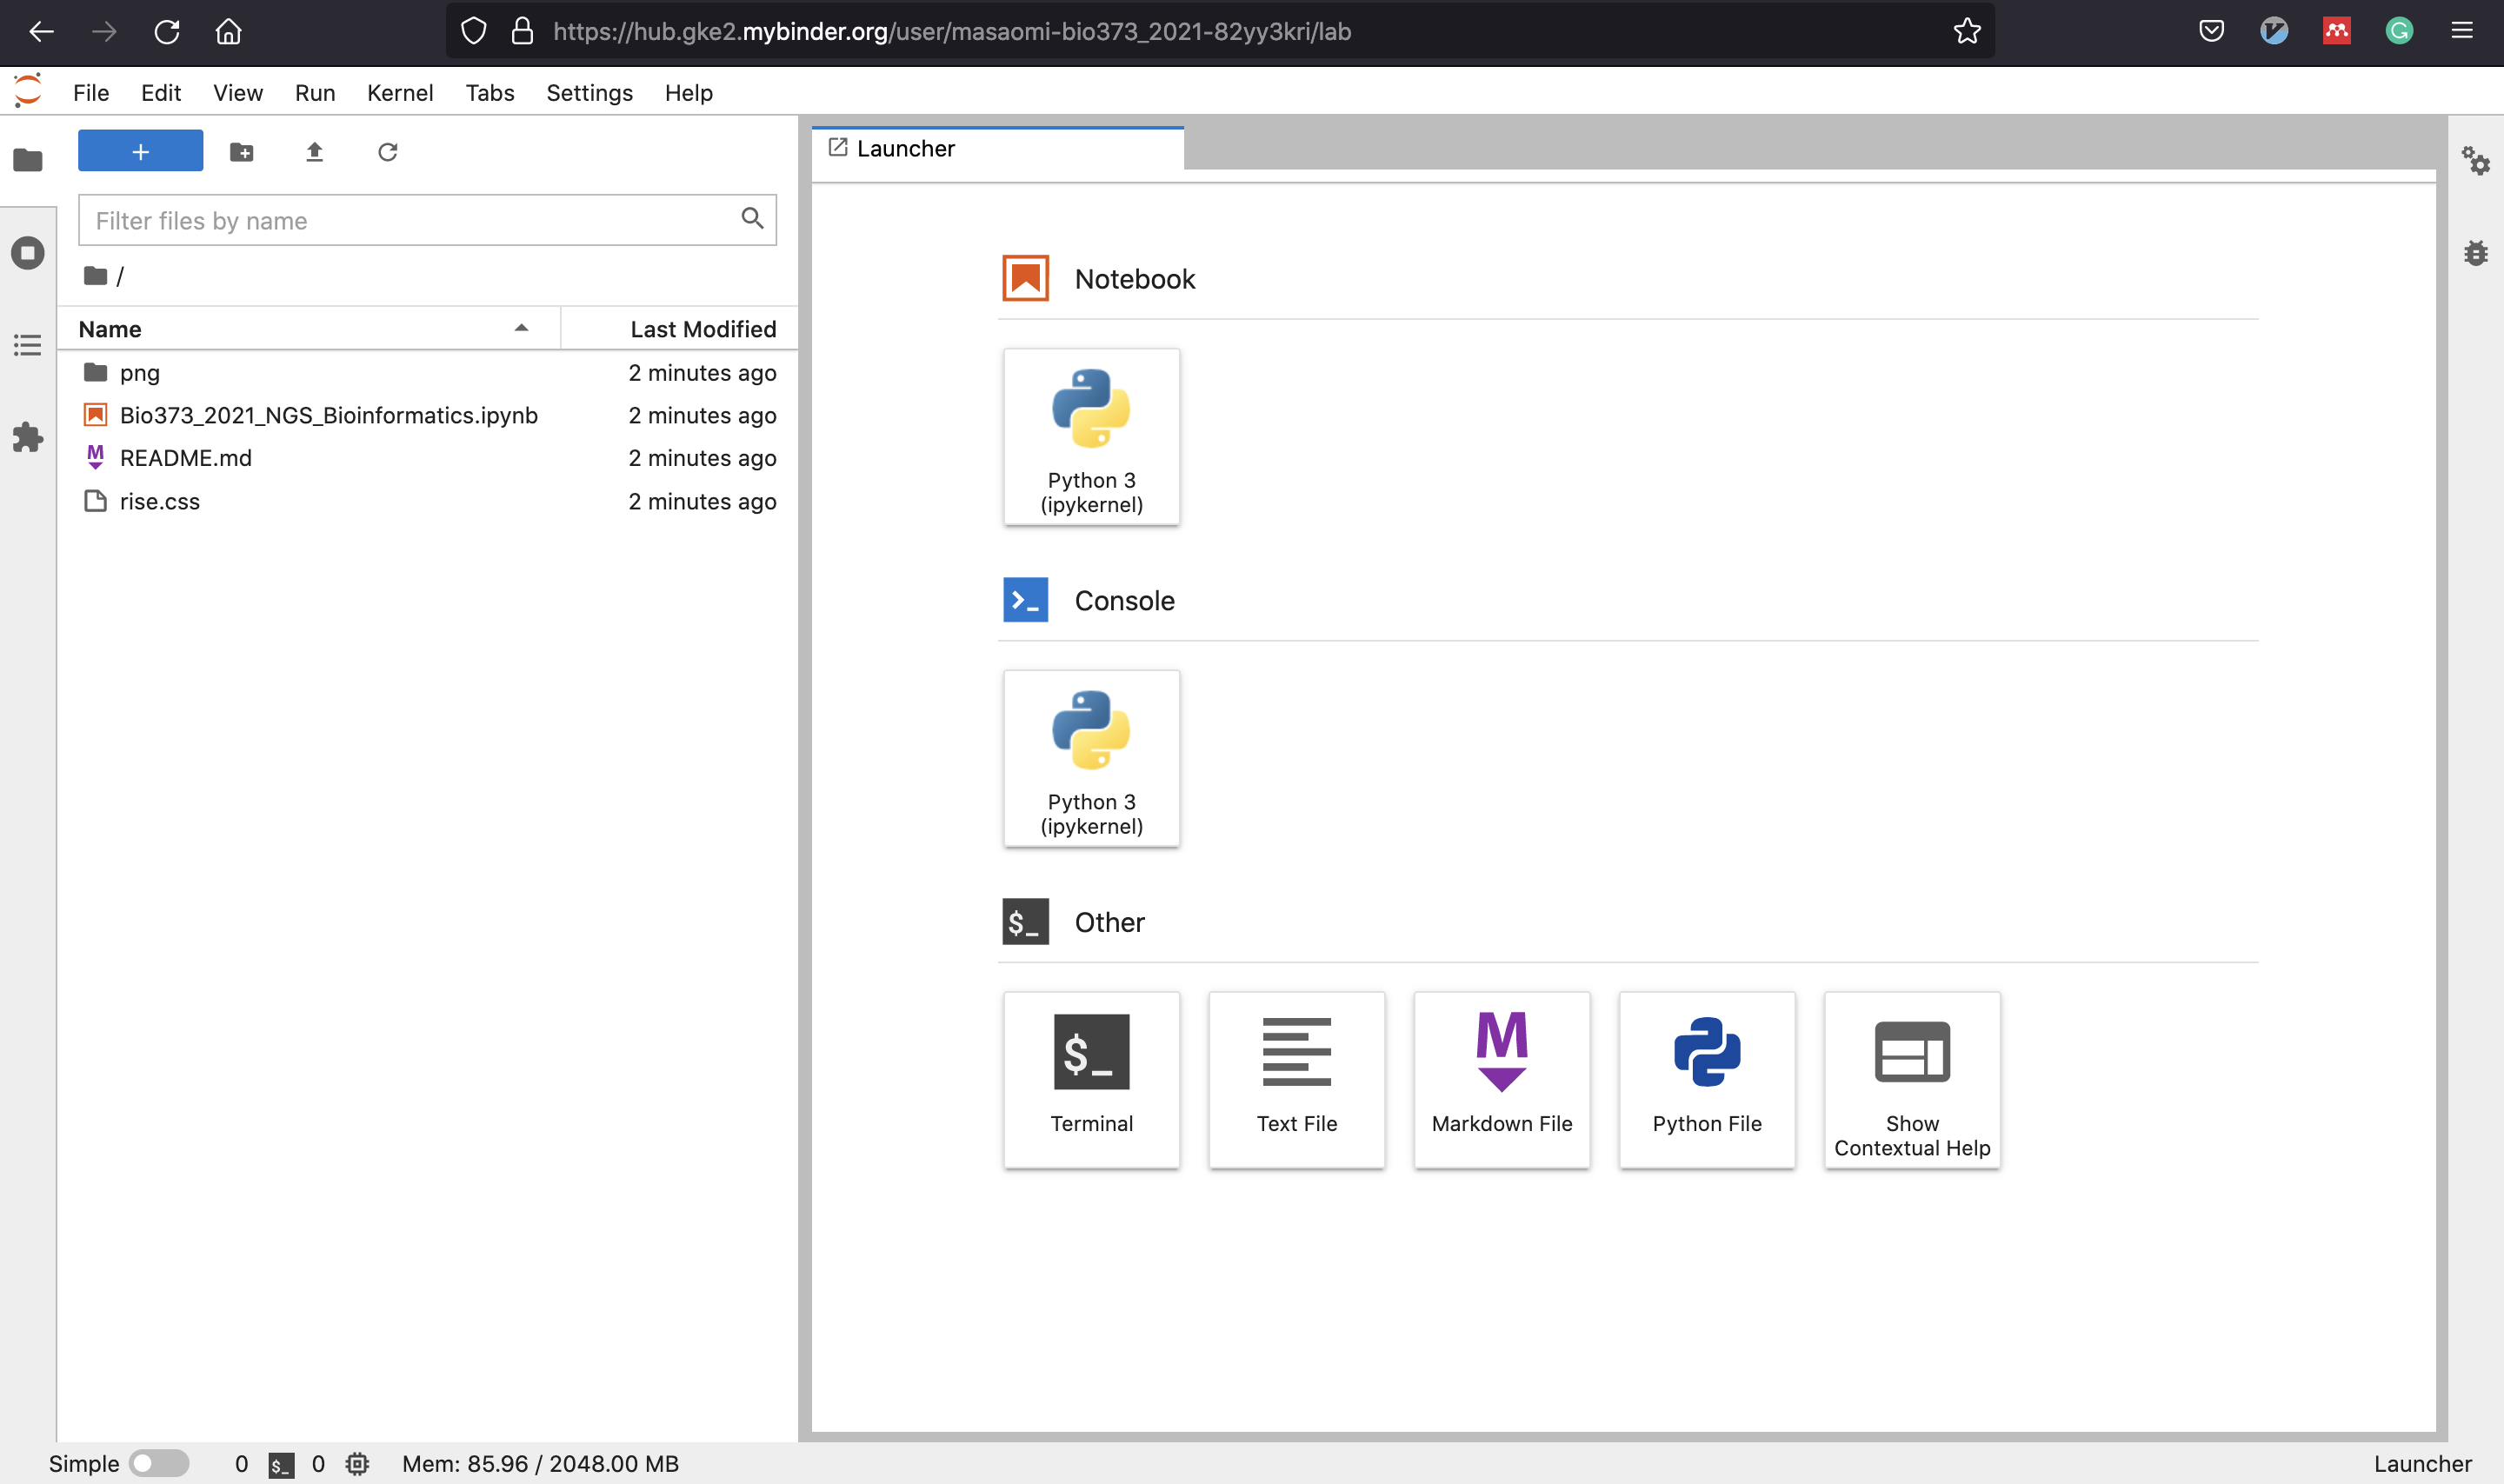 https://hub.gke2.mybinder.org/user/masaomi-bio373_2021-82yy3kri/lab
File Edit View Run Kernel Tabs Settings Help
+
Filter files by name
/
Name Last Modified
png 2 minutes ago
Bio373_2021_NGS_Bioinformatics.ipynb 2 minutes ago
M README.md 2 minutes ago
rise.css 2 minutes ago
Launcher
Notebook
Python 3
(ipykernel)
>_ Console
Python 3
(ipykernel)
$_ Other
$_
Terminal
Text File
M
Markdown File
Python File
Show
Contextual Help
Simple 0 $_ 0 Mem: 85.96 / 2048.00 MB Launcher